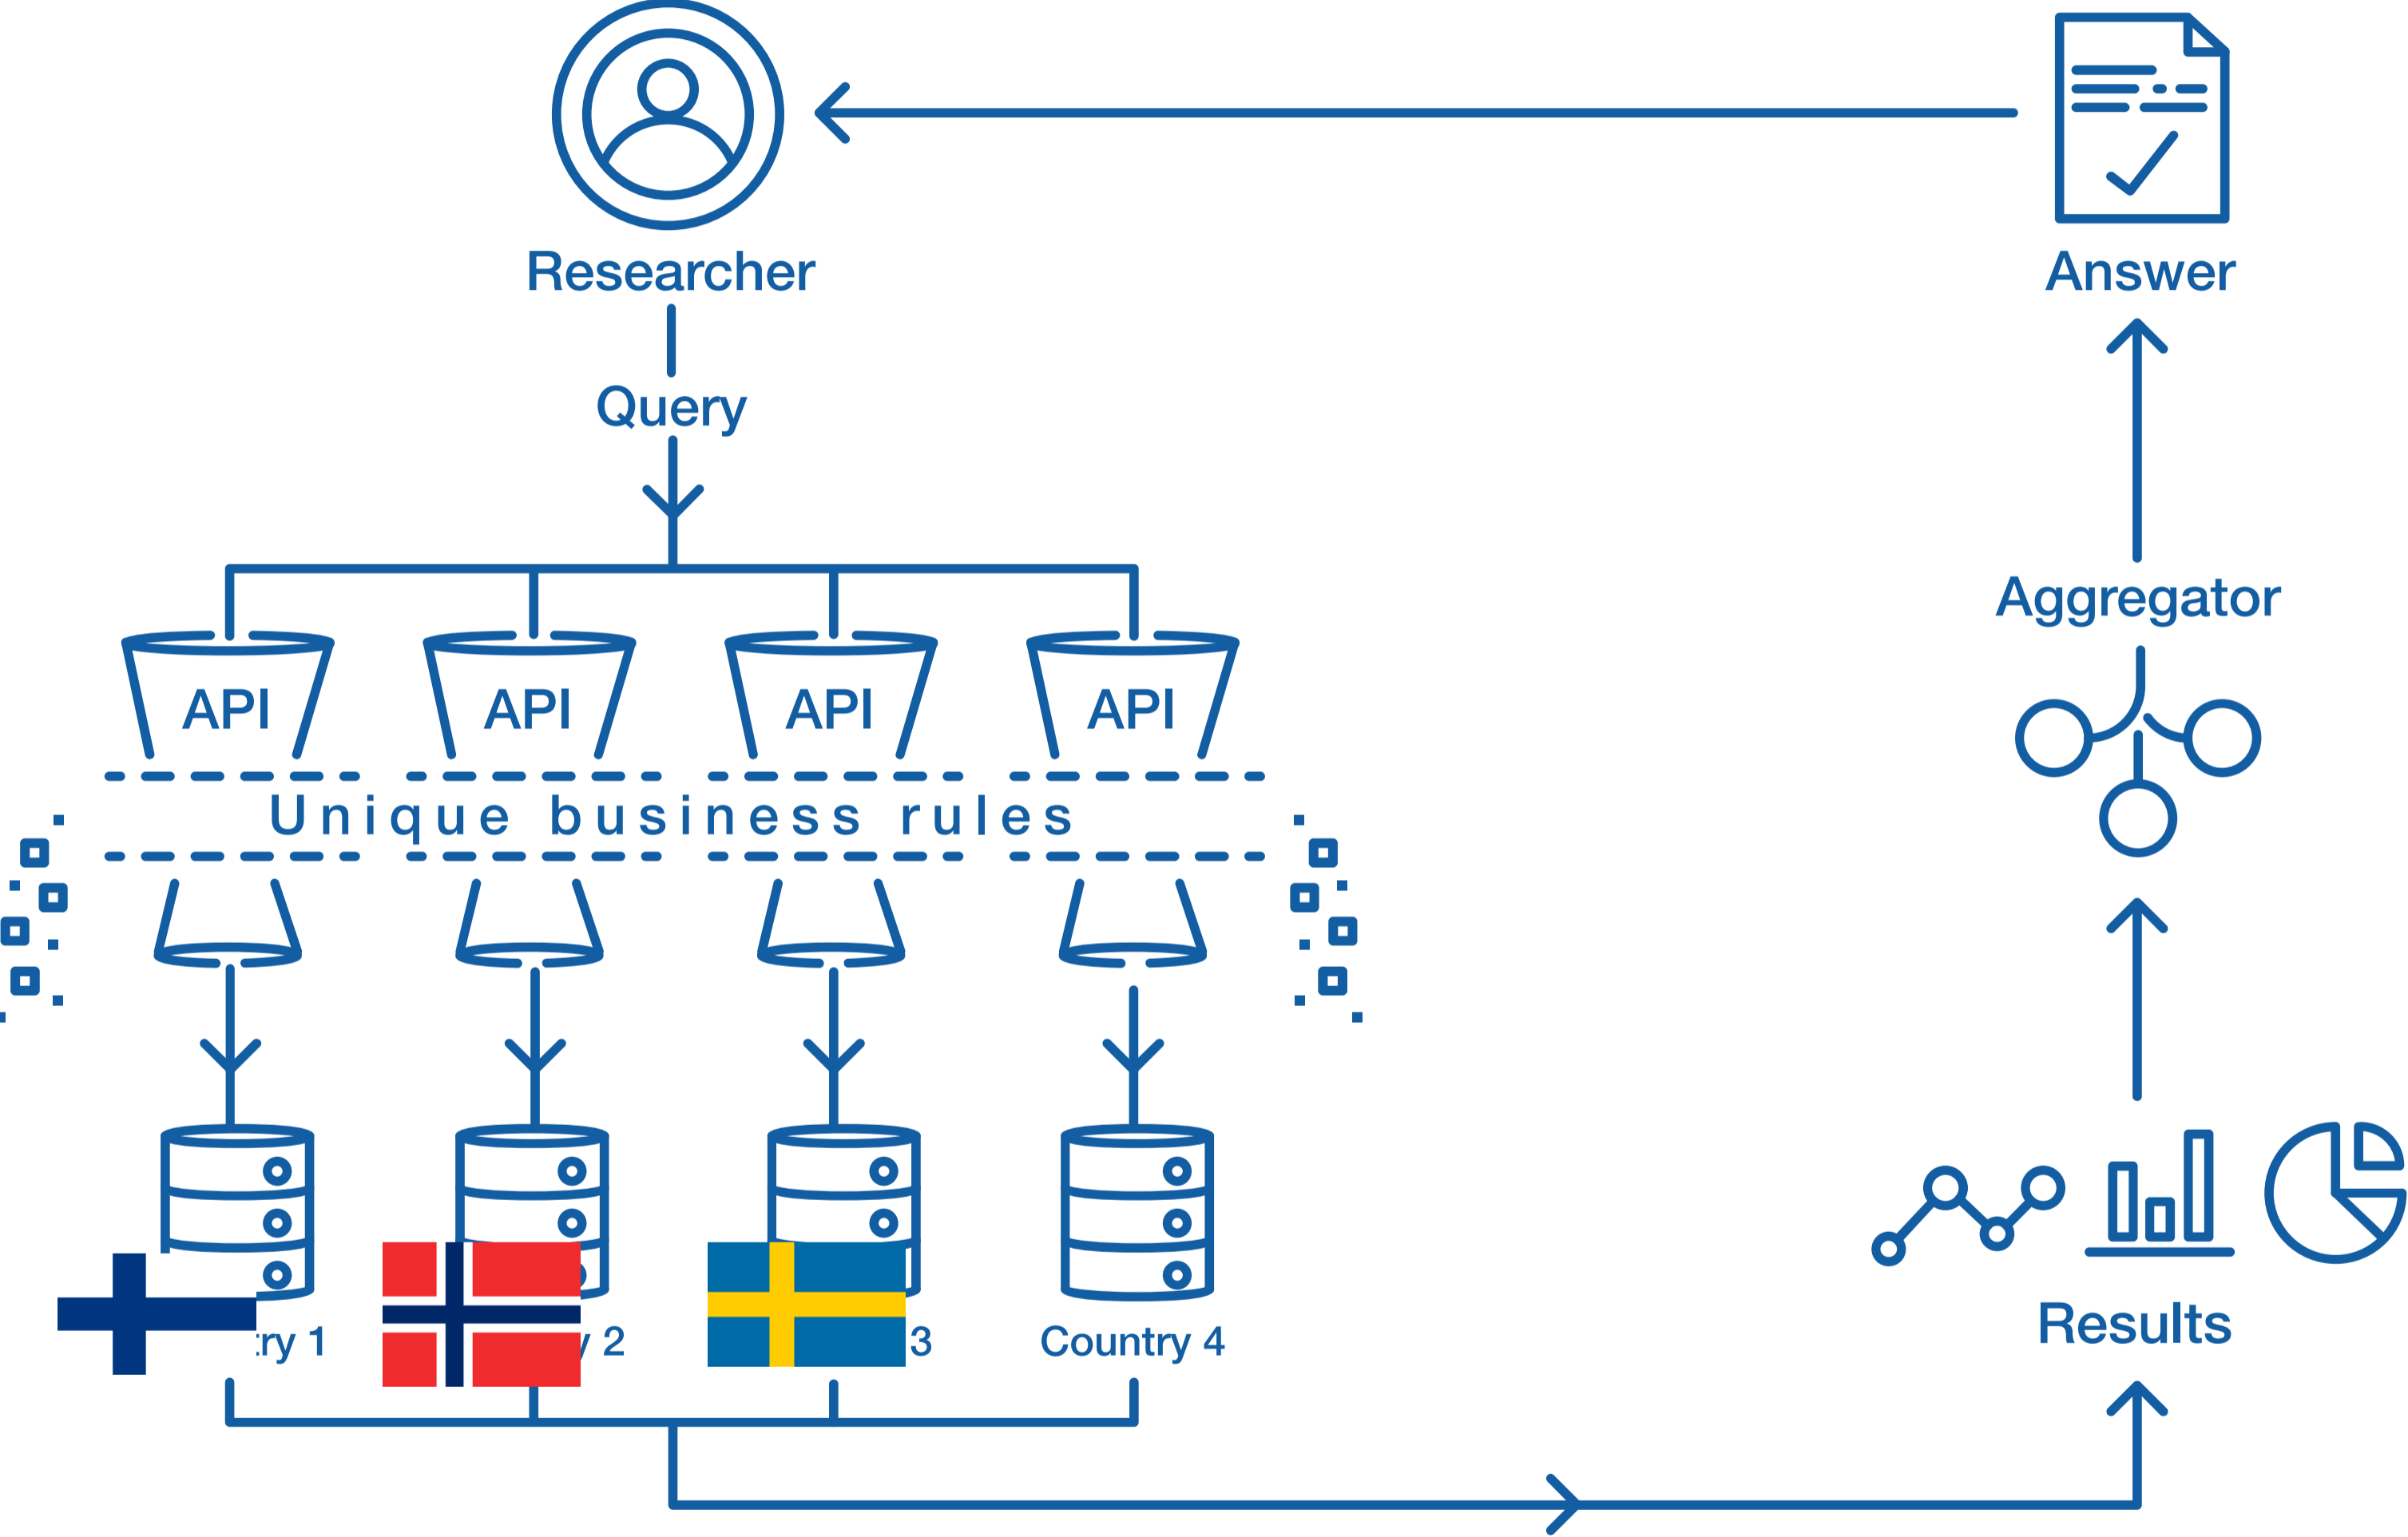 Researcher
Answer
Query
Aggregator
API API API API
Unique business rules
Results
ry 1
2
3
Country 4